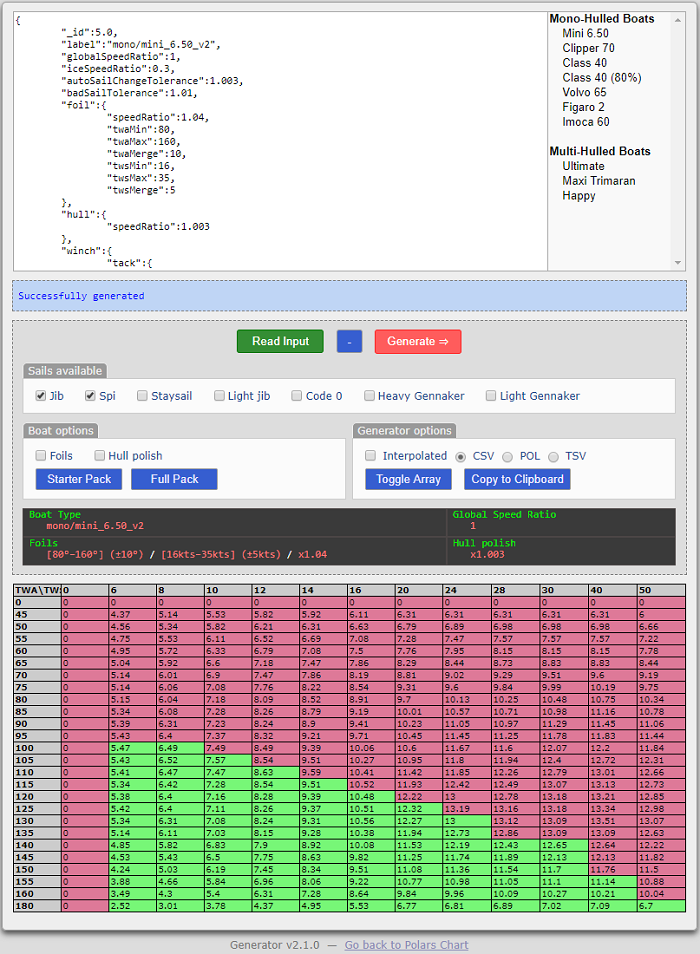 {
"_id":5.0,
"label":"mono/mini_6.50_v2",
"globalSpeedRatio":1,
"iceSpeedRatio":0.3,
"autoSailChangeTolerance":1.003,
"badSailTolerance":1.01,
"foil":{
"speedRatio":1.04,
"twaMin":80,
"twaMax":160,
"twaMerge":10,
"twsMin":16,
"twsMax":35,
"twsMerge":5
},
"hull":{
"speedRatio":1.003
},
"winch":{
"tack":{
Mono-Hulled Boats
Mini 6.50
Clipper 70
Class 40
Class 40 (80%)
Volvo 65
Figaro 2
Imoca 60
Multi-Hulled Boats
Ultimate
Maxi Trimaran
Happy
Successfully generated
Read Input - Generate ⇒
Sails available
Jib Spi Staysail Light jib Code 0 Heavy Gennaker Light Gennaker
Boat options
Foils Hull polish
Starter Pack Full Pack
Generator options
Interpolated CSV POL TSV
Toggle Array Copy to Clipboard
Boat Type
mono/mini_6.50_v2
Global Speed Ratio
1
Foils
[80°-160°] (±10°) / [16kts-35kts] (±5kts) / x1.04
Hull polish
x1.003
TWA\TWS 0 6 8 10 12 14 16 20 24 28 30 40 50
0 0 0 0 0 0 0 0 0 0 0 0 0 0
45 0 4.37 5.14 5.53 5.82 5.92 6.11 6.31 6.31 6.31 6.31 6.31 6
50 0 4.56 5.34 5.82 6.21 6.31 6.63 6.79 6.89 6.98 6.98 6.98 6.66
55 0 4.75 5.53 6.11 6.52 6.69 7.08 7.28 7.47 7.57 7.57 7.57 7.22
60 0 4.95 5.72 6.33 6.79 7.08 7.5 7.76 7.95 8.15 8.15 8.15 7.78
65 0 5.04 5.92 6.6 7.18 7.47 7.86 8.29 8.44 8.73 8.83 8.83 8.44
70 0 5.14 6.01 6.9 7.47 7.86 8.19 8.81 9.02 9.29 9.51 9.6 9.19
75 0 5.14 6.06 7.08 7.76 8.22 8.54 9.31 9.6 9.84 9.99 10.19 9.75
80 0 5.15 6.04 7.18 8.09 8.52 8.91 9.7 10.13 10.25 10.48 10.75 10.34
85 0 5.34 6.08 7.28 8.26 8.79 9.19 10.01 10.57 10.71 10.98 11.16 10.78
90 0 5.39 6.31 7.23 8.24 8.9 9.41 10.23 11.05 10.97 11.29 11.45 11.06
95 0 5.43 6.4 7.37 8.32 9.21 9.71 10.45 11.45 11.25 11.78 11.83 11.44
100 0 5.47 6.49 7.49 8.49 9.39 10.06 10.6 11.67 11.6 12.07 12.2 11.84
105 0 5.43 6.52 7.57 8.54 9.51 10.27 10.95 11.8 11.94 12.4 12.72 12.31
110 0 5.41 6.47 7.47 8.63 9.59 10.41 11.42 11.85 12.26 12.79 13.01 12.66
115 0 5.34 6.42 7.28 8.54 9.51 10.52 11.93 12.42 12.49 13.07 13.13 12.73
120 0 5.38 6.4 7.16 8.28 9.39 10.48 12.22 13 12.78 13.18 13.21 12.85
125 0 5.42 6.4 7.11 8.26 9.37 10.51 12.32 13.19 13.16 13.18 13.34 12.98
130 0 5.34 6.31 7.08 8.24 9.31 10.56 12.27 13 13.12 13.09 13.51 13.07
135 0 5.14 6.11 7.03 8.15 9.28 10.38 11.94 12.73 12.86 13.09 13.09 12.63
140 0 4.85 5.82 6.83 7.9 8.92 10.08 11.53 12.19 12.43 12.65 12.64 12.22
145 0 4.53 5.43 6.5 7.75 8.63 9.82 11.25 11.74 11.89 12.13 12.13 11.82
150 0 4.24 5.03 6.19 7.45 8.34 9.51 11.08 11.36 11.54 11.7 11.76 11.5
155 0 3.88 4.66 5.84 6.96 8.06 9.22 10.77 10.98 11.05 11.1 11.14 10.88
160 0 3.49 4.3 5.4 6.31 7.28 8.64 9.84 9.96 10.09 10.27 10.21 10.04
180 0 2.52 3.01 3.78 4.37 4.95 5.53 6.77 6.81 6.89 7.02 7.09 6.7
Generator v2.1.0 — Go back to Polars Chart